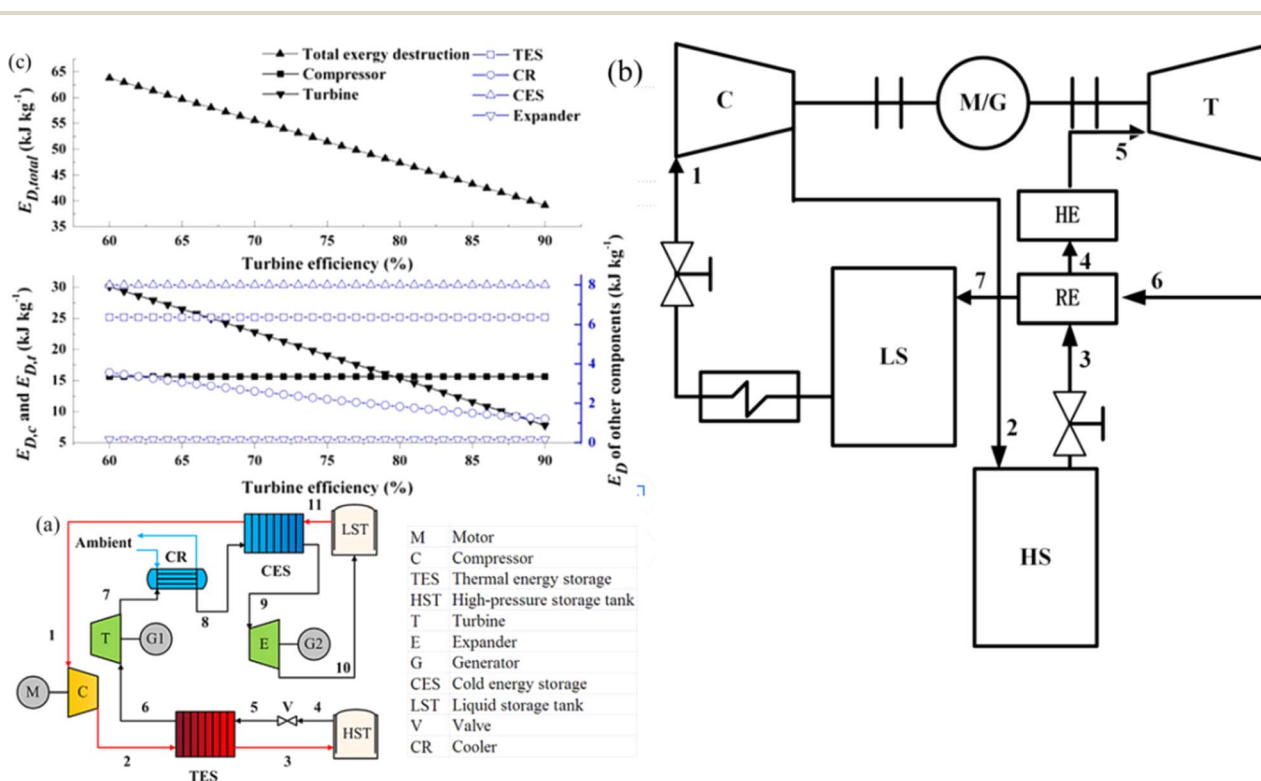 (c)
Total exergy destruction
Compressor
Turbine
TES
CR
CES
Expander
E_D,total (kJ kg⁻¹)
65
60
55
50
45
40
35
60 65 70 75 80 85 90
Turbine efficiency (%)
E_D,c and E_D,t (kJ kg⁻¹)
30
25
20
15
10
5
E_D of other components (kJ kg⁻¹)
8
6
4
2
0
60 65 70 75 80 85 90
Turbine efficiency (%)
(b)
C
M/G
T
1
5
HE
4
7
RE
6
LS
3
2
HS
(a)
11
LST
Ambient
CR
CES
7
8
9
1
T
G1
E
G2
10
M
C
6
5
V
4
HST
2
TES
3
M Motor
C Compressor
TES Thermal energy storage
HST High-pressure storage tank
T Turbine
E Expander
G Generator
CES Cold energy storage
LST Liquid storage tank
V Valve
CR Cooler